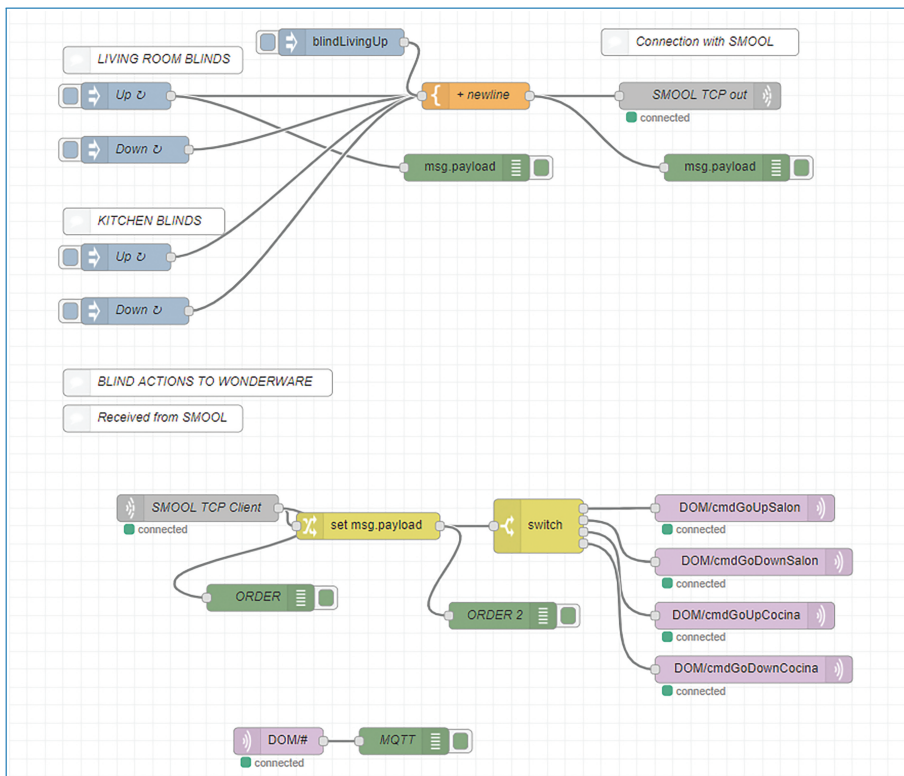 blindLivingUp
Connection with SMOOL
LIVING ROOM BLINDS
Up ↻
+ newline
SMOOL TCP out
connected
Down ↻
msg.payload
msg.payload
KITCHEN BLINDS
Up ↻
Down ↻
BLIND ACTIONS TO WONDERWARE
Received from SMOOL
SMOOL TCP Client
connected
set msg.payload
switch
DOM/cmdGoUpSalon
connected
DOM/cmdGoDownSalon
connected
ORDER
ORDER 2
DOM/cmdGoUpCocina
connected
DOM/cmdGoDownCocina
connected
DOM/#
connected
MQTT